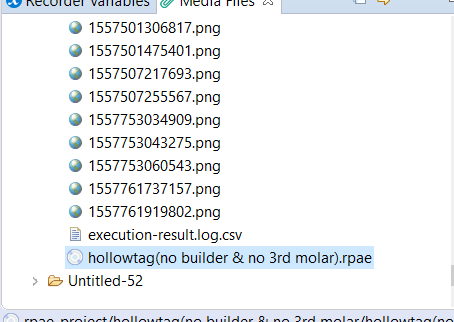 Recorder Variables Media Files
1557501306817.png
1557501475401.png
1557507217693.png
1557507255567.png
1557753034909.png
1557753043275.png
1557753060543.png
1557761737157.png
1557761919802.png
execution-result.log.csv
hollowtag(no builder & no 3rd molar).rpae
Untitled-52
rpae-project/hollowtag(no builder & no 3rd molar/hollowtag(no